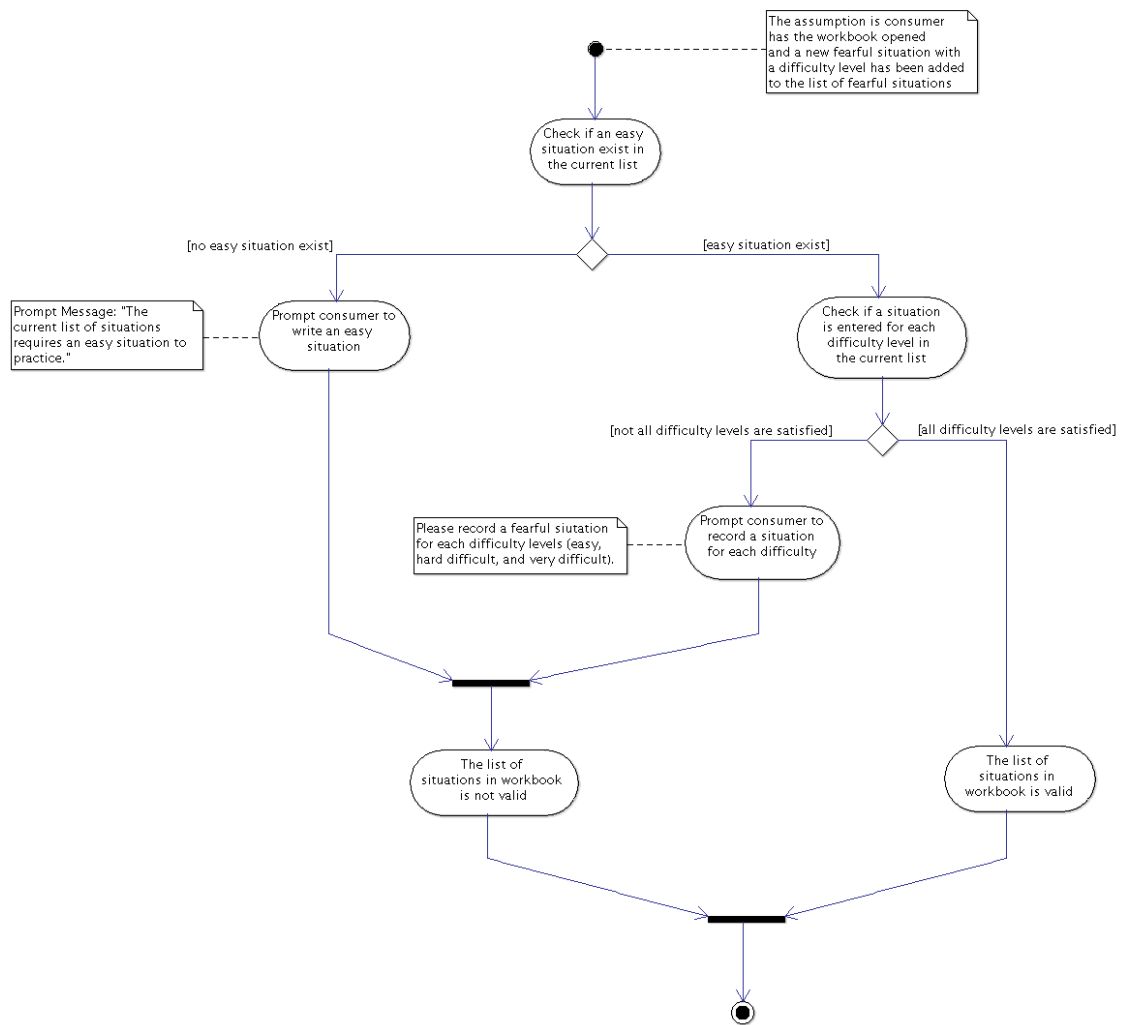 The assumption is consumer
has the workbook opened
and a new fearful situation with
a difficulty level has been added
to the list of fearful situations
Check if an easy
situation exist in
the current list
[no easy situation exist]
[easy situation exist]
Prompt Message: "The
current list of situations
requires an easy situation to
practice."
Prompt consumer to
write an easy
situation
Check if a situation
is entered for each
difficulty level in
the current list
[not all difficulty levels are satisfied]
[all difficulty levels are satisfied]
Please record a fearful siutation
for each difficulty levels (easy,
hard difficult, and very difficult).
Prompt consumer to
record a situation
for each difficulty
The list of
situations in workbook
is not valid
The list of
situations in
workbook is valid